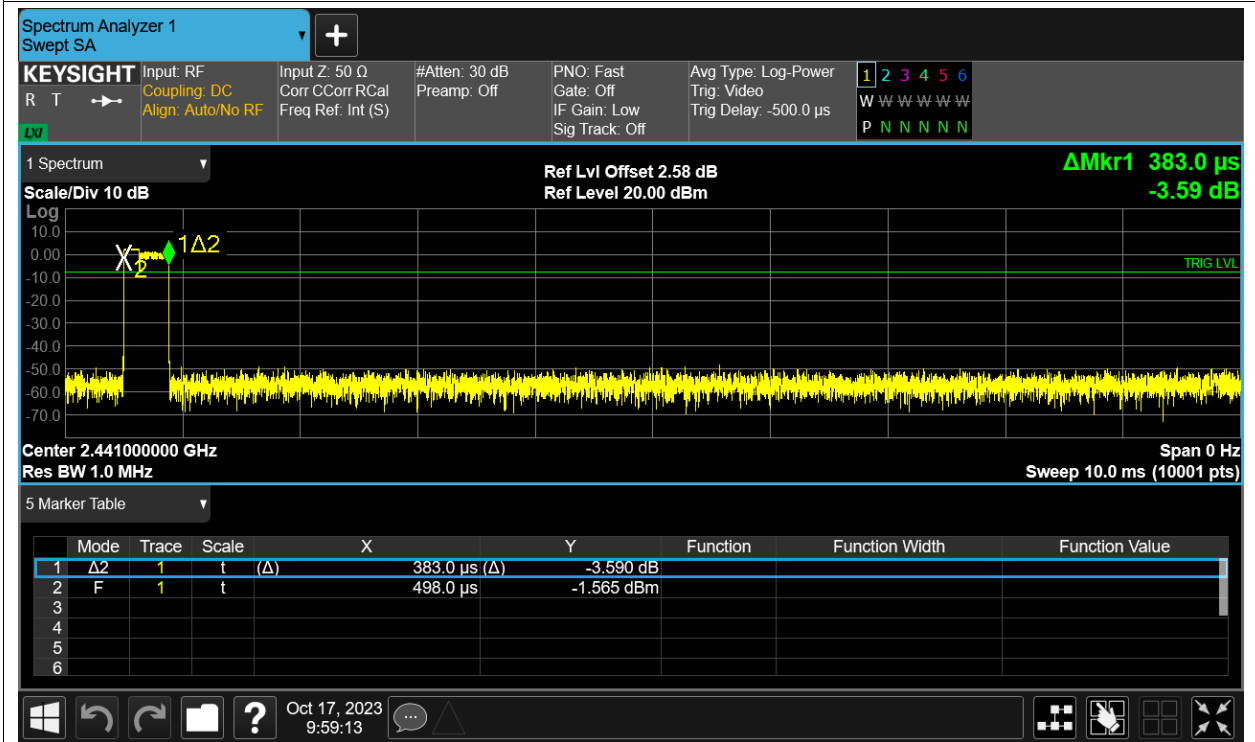 Spectrum Analyzer 1
Swept SA
KEYSIGHT Input: RF Input Z: 50 Ω #Atten: 30 dB PNO: Fast Avg Type: Log-Power 1 2 3 4 5 6
R T Coupling: DC Corr CCorr RCal Preamp: Off Gate: Off Trig: Video W W W W W W
Align: Auto/No RF Freq Ref: Int (S) IF Gain: Low Trig Delay: -500.0 µs
LXI Sig Track: Off P N N N N N
1 Spectrum Ref Lvl Offset 2.58 dB ΔMkr1 383.0 µs
Scale/Div 10 dB Ref Level 20.00 dBm -3.59 dB
Log
10.0
1Δ2
0.00
X 2
TRIG LVL
-10.0
-20.0
-30.0
-40.0
-50.0
-60.0
-70.0
Center 2.441000000 GHz Span 0 Hz
Res BW 1.0 MHz Sweep 10.0 ms (10001 pts)
5 Marker Table
Mode Trace Scale X Y Function Function Width Function Value
1 Δ2 1 t (Δ) 383.0 µs (Δ) -3.590 dB
2 F 1 t 498.0 µs -1.565 dBm
3
4
5
6
? Oct 17, 2023
9:59:13